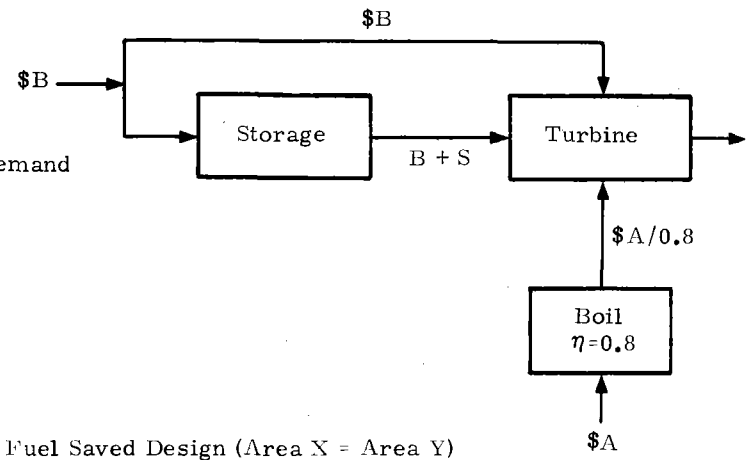 $B
$B
Storage
Turbine
B + S
emand
$A/0.8
Boil
η=0.8
$A
Fuel Saved Design (Area X = Area Y)